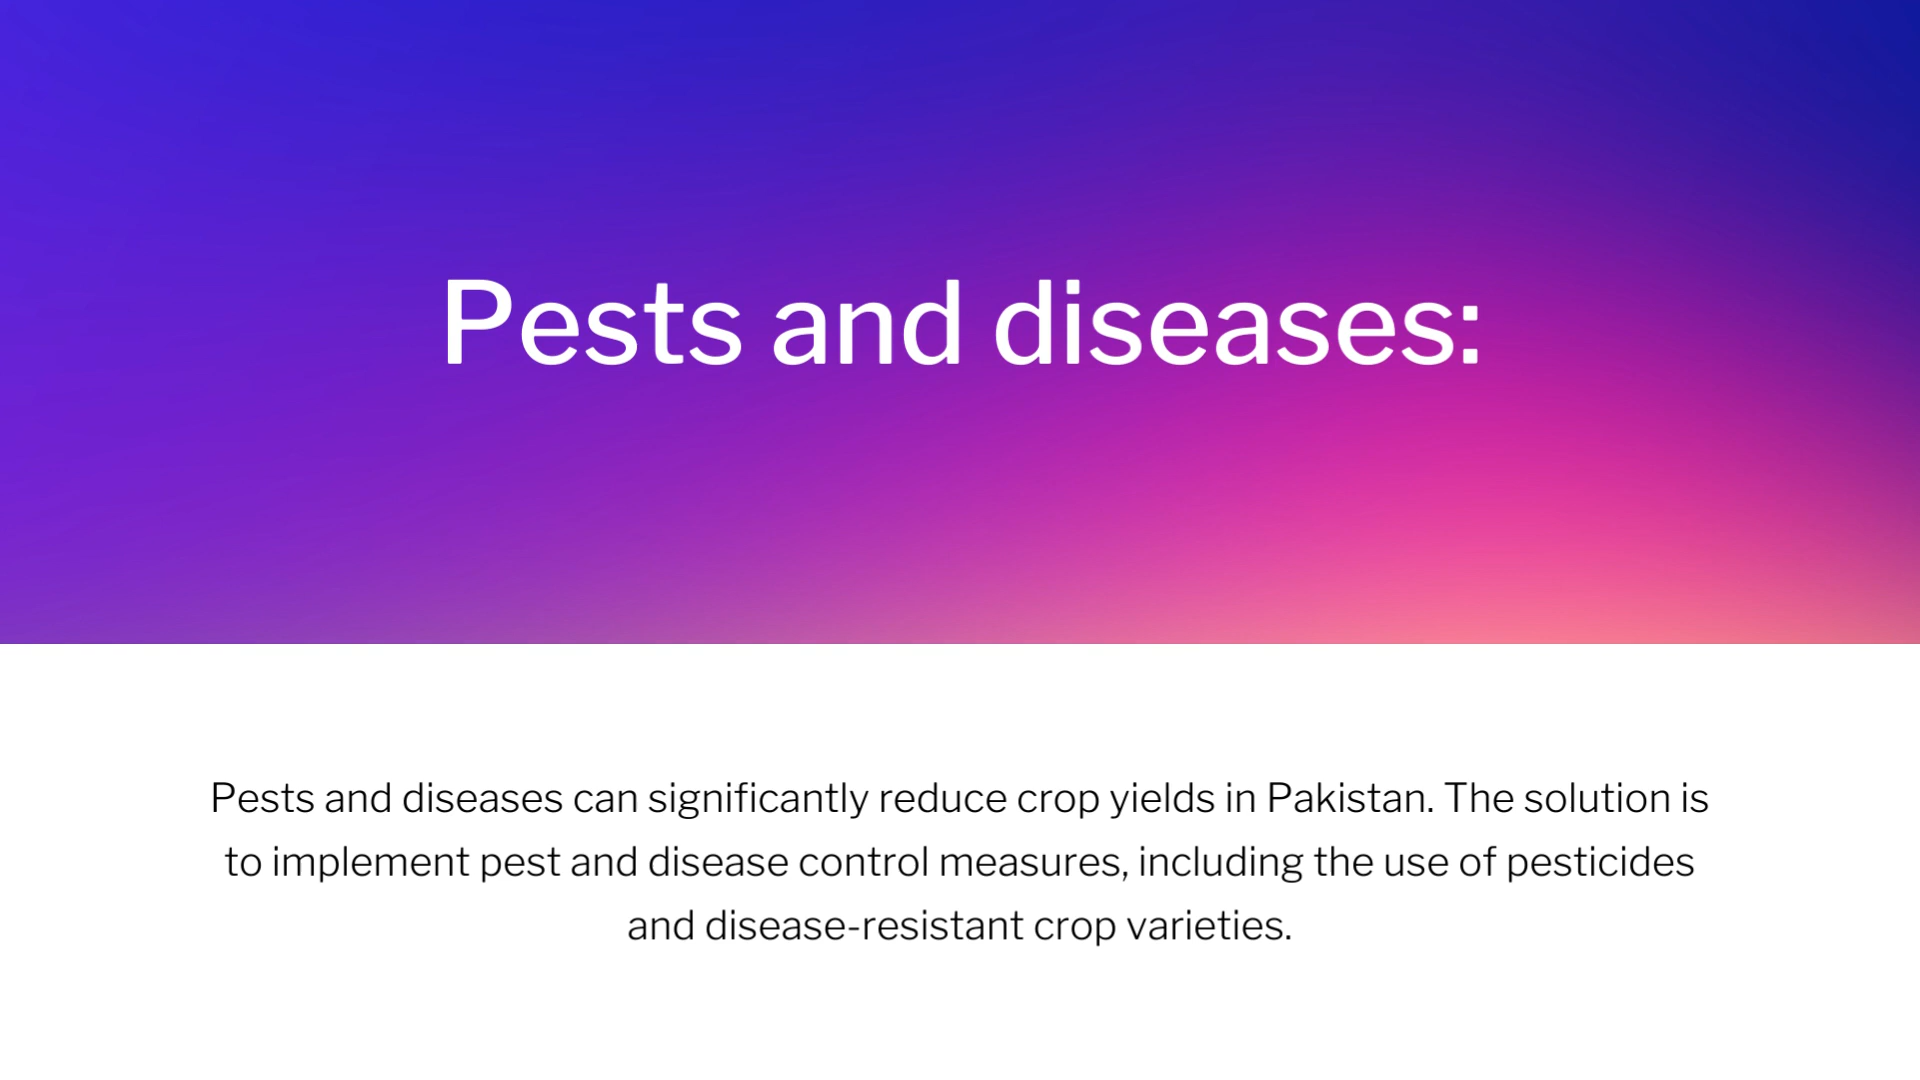 Pests and diseases:
Pests and diseases can significantly reduce crop yields in Pakistan. The solution is
to implement pest and disease control measures, including the use of pesticides
and disease-resistant crop varieties.